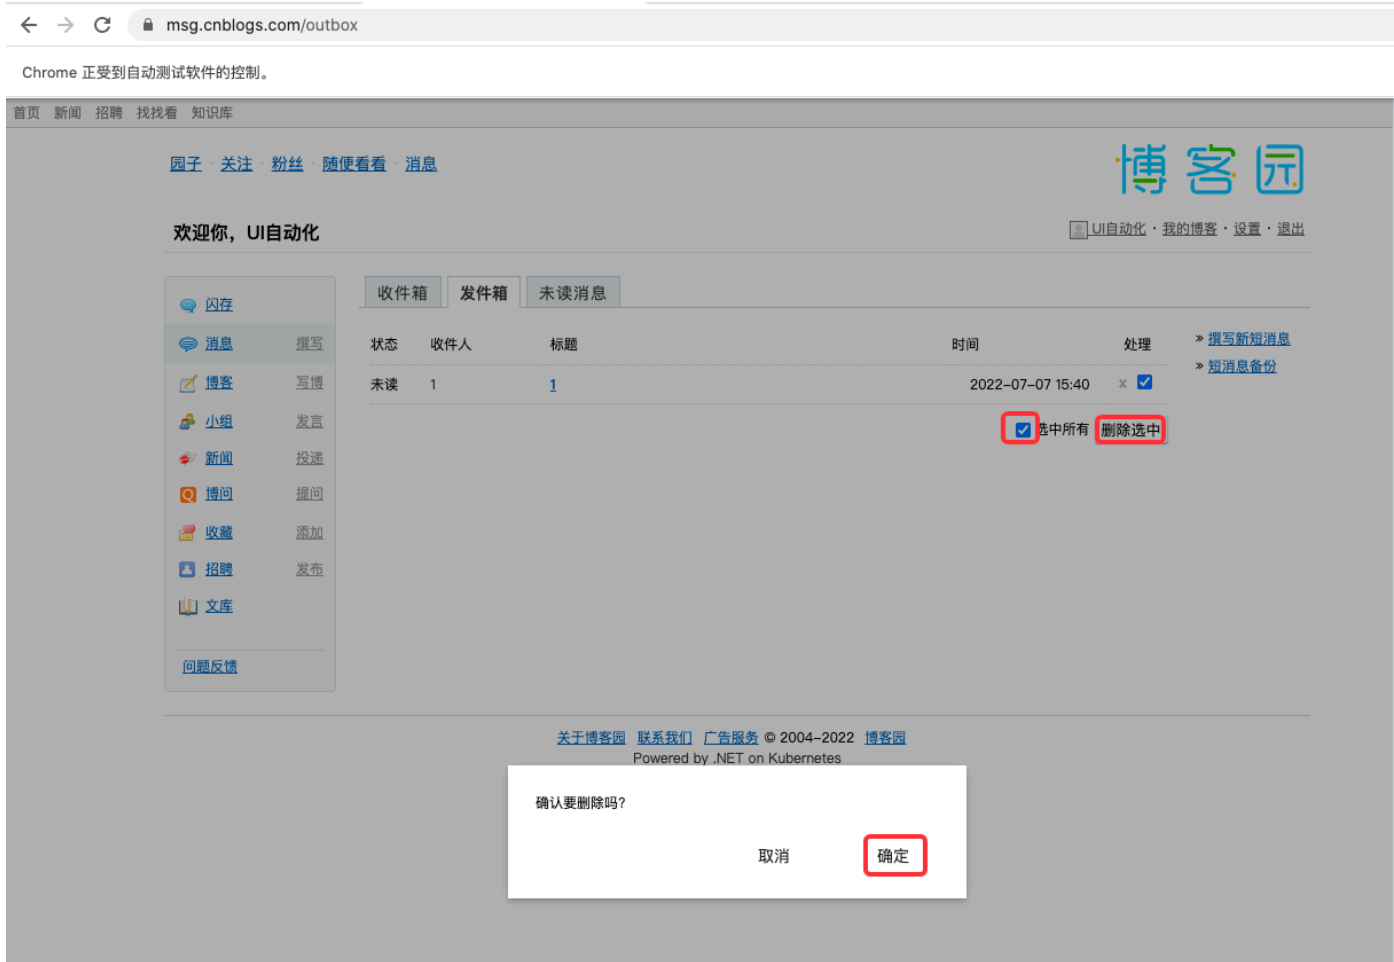 msg.cnblogs.com/outbox
Chrome 正受到自动测试软件的控制。
首页 新闻 招聘 找找看 知识库
园子 · 关注 · 粉丝 · 随便看看 · 消息
博客园
欢迎你，UI自动化
UI自动化 · 我的博客 · 设置 · 退出
闪存
消息 撰写
博客 写博
小组 发言
新闻 投递
博问 提问
收藏 添加
招聘 发布
文库
问题反馈
收件箱 发件箱 未读消息
状态 收件人 标题 时间 处理
未读 1 1 2022-07-07 15:40 x
选中所有 删除选中
» 撰写新短消息
» 短消息备份
关于博客园 联系我们 广告服务 © 2004-2022 博客园
Powered by .NET on Kubernetes
确认要删除吗?
取消 确定